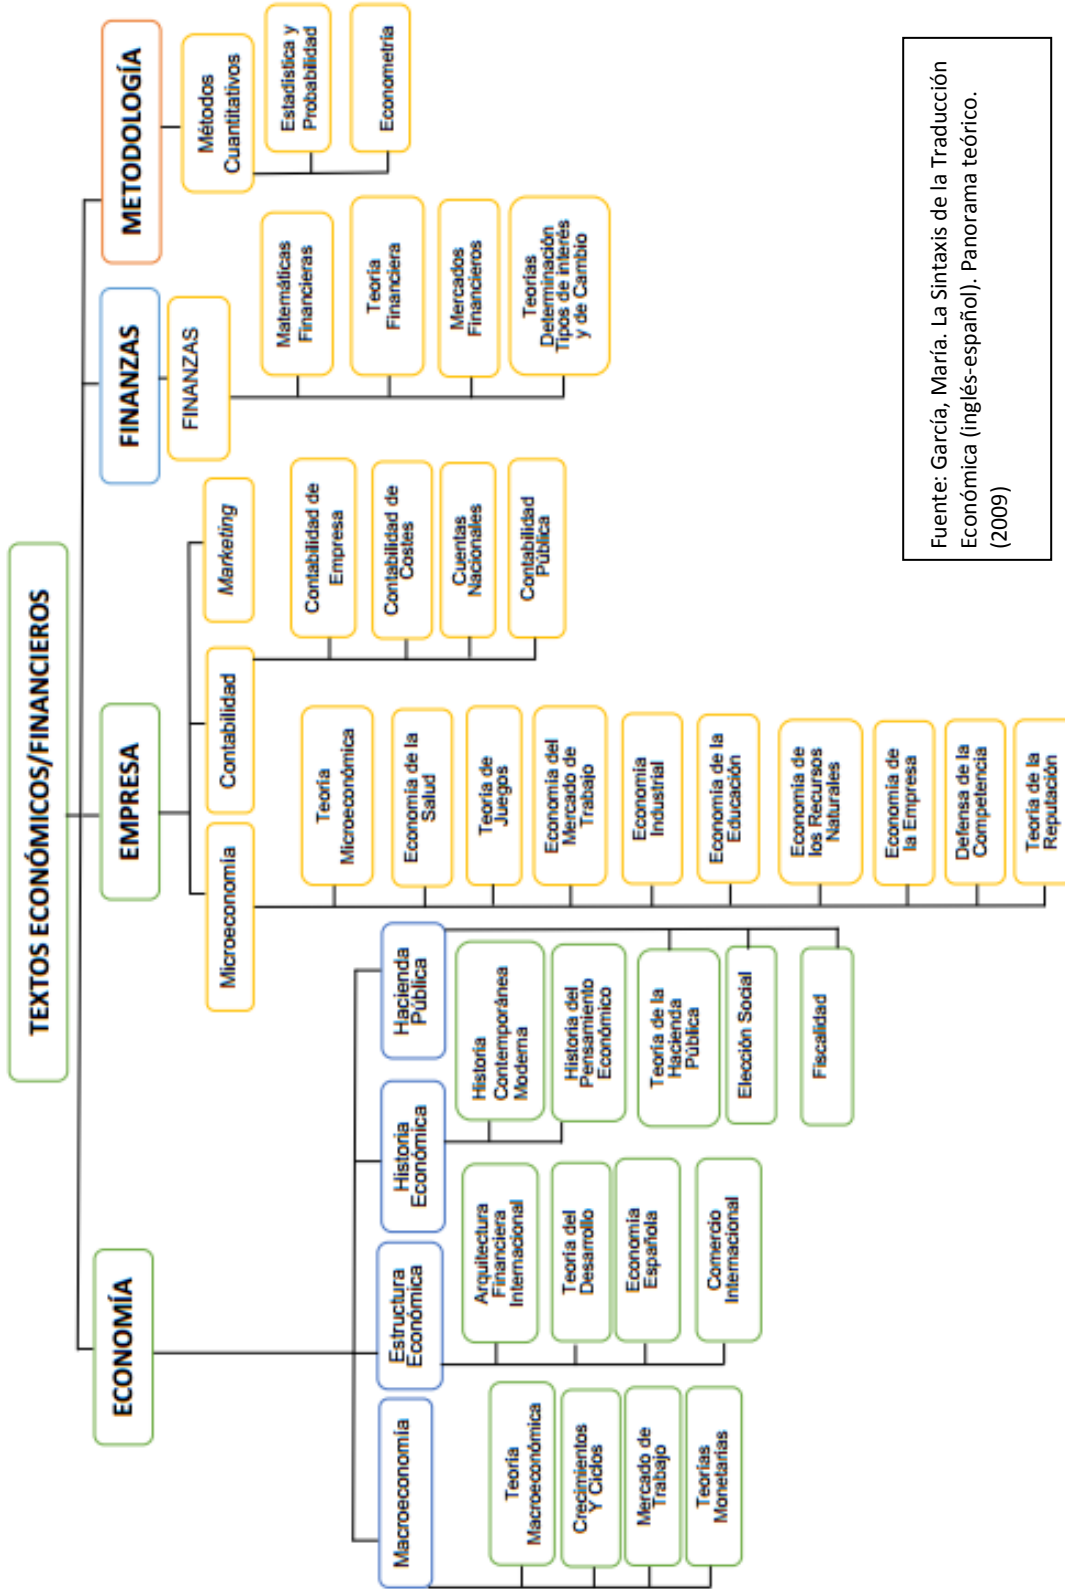 TEXTOS ECONÓMICOS/FINANCIEROS
ECONOMÍA
EMPRESA
FINANZAS
METODOLOGÍA
Macroeconomía
Teoría
Macroeconómica
Crecimientos
Y Ciclos
Mercado de
Trabajo
Teorías
Monetarias
Estructura
Económica
Arquitectura
Financiera
Internacional
Teoría del
Desarrollo
Economía
Española
Comercio
Internacional
Historia
Económica
Historia
Contemporánea
Moderna
Historia del
Pensamiento
Económico
Hacienda
Pública
Teoría de la
Hacienda
Pública
Elección Social
Fiscalidad
Microeconomía
Teoría
Microeconómica
Economía de la
Salud
Teoría de
Juegos
Economía del
Mercado de
Trabajo
Economía
Industrial
Economía de la
Educación
Economía de
los Recursos
Naturales
Economía de
la Empresa
Defensa de la
Competencia
Teoría de la
Reputación
Contabilidad
Contabilidad de
Empresa
Contabilidad de
Costes
Cuentas
Nacionales
Contabilidad
Pública
Marketing
FINANZAS
Matemáticas
Financieras
Teoría
Financiera
Mercados
Financieros
Teorías
Determinación
Tipos de interés
y de Cambio
Métodos
Cuantitativos
Estadística y
Probabilidad
Econometría
Fuente: García, María. La Sintaxis de la Traducción
Económica (inglés-español). Panorama teórico.
(2009)